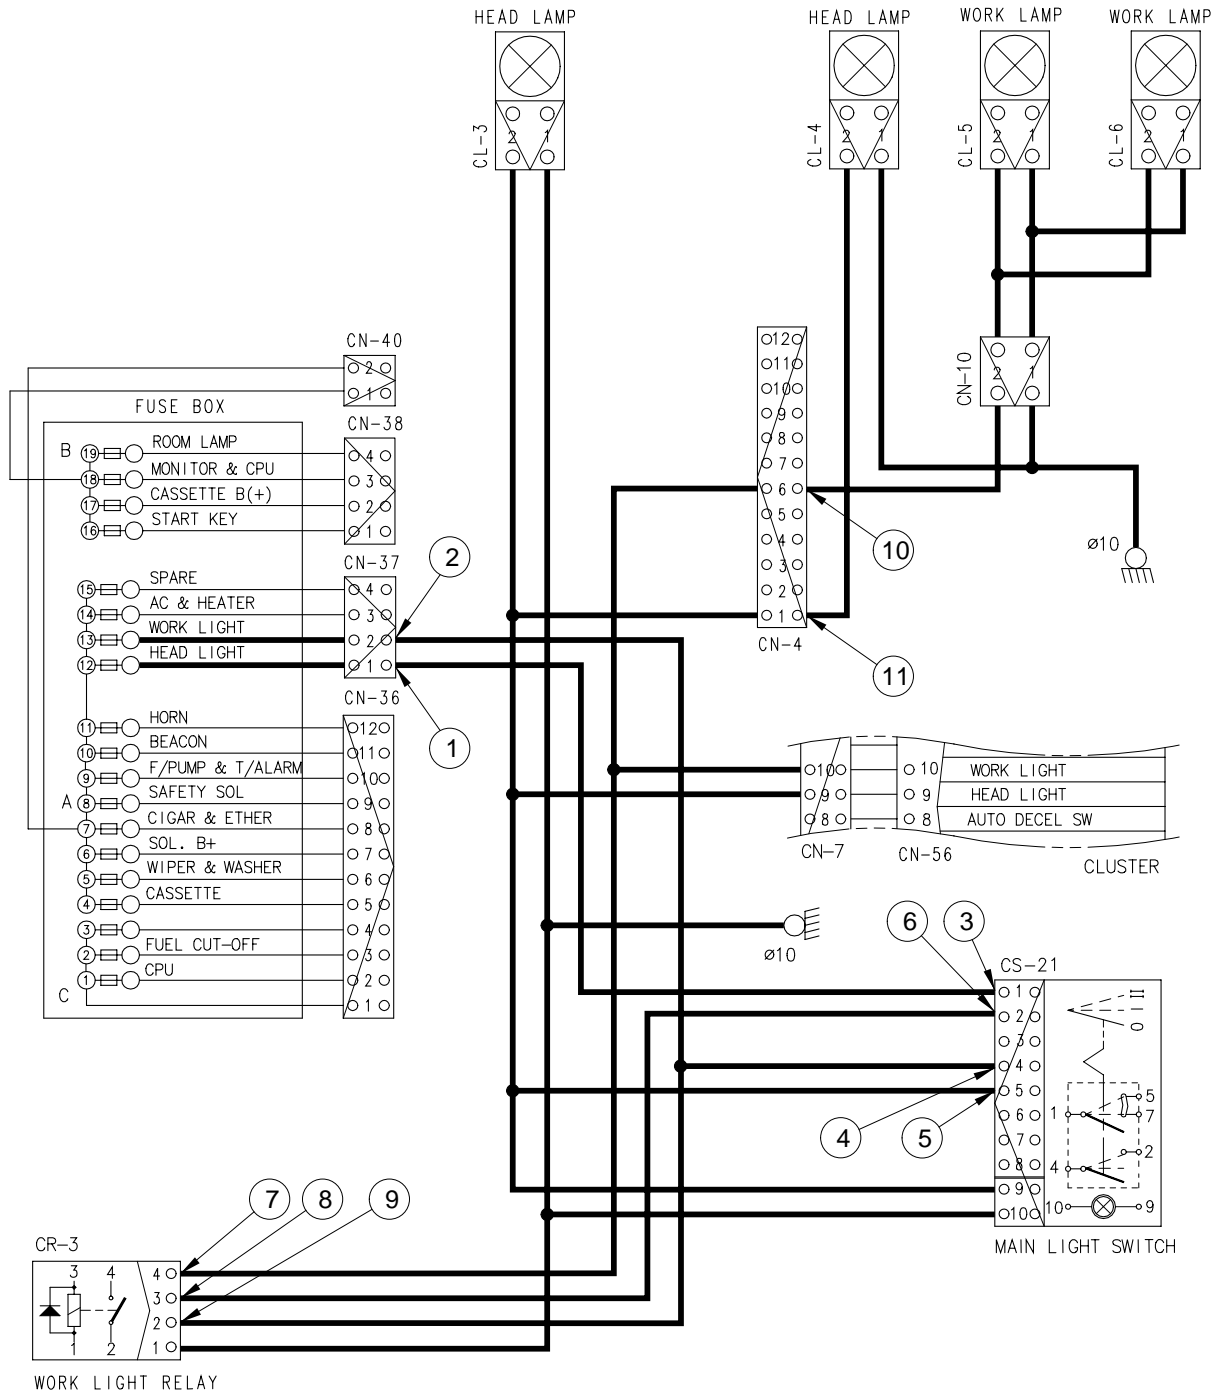 HEAD LAMP
HEAD LAMP
WORK LAMP
WORK LAMP
CL-3
2 1
CL-4
2 1
CL-5
2 1
CL-6
2 1
CN-40
2
1
FUSE BOX
CN-38
B
19 ROOM LAMP 4
18 MONITOR & CPU 3
17 CASSETTE B(+) 2
16 START KEY 1
CN-37
15 SPARE 4
14 AC & HEATER 3
13 WORK LIGHT 2
12 HEAD LIGHT 1
CN-36
11 HORN 12
10 BEACON 11
9 F/PUMP & T/ALARM 10
A
8 SAFETY SOL 9
7 CIGAR & ETHER 8
6 SOL. B+ 7
5 WIPER & WASHER 6
4 CASSETTE 5
3 4
2 FUEL CUT-OFF 3
1 CPU 2
C
1
2
1
12
11
10
9
8
7
6
5
4
3
2
1
CN-4
CN-10
2 1
10
11
ø10
10 10 WORK LIGHT
9 9 HEAD LIGHT
8 8 AUTO DECEL SW
CN-7
CN-56
CLUSTER
ø10
6
3
CS-21
1
2
3
4
5
6
7
8
9
10
II
I
O
1 5
7
4 2
10 9
4
5
MAIN LIGHT SWITCH
7
8
9
CR-3
3 4
1 2
4
3
2
1
WORK LIGHT RELAY